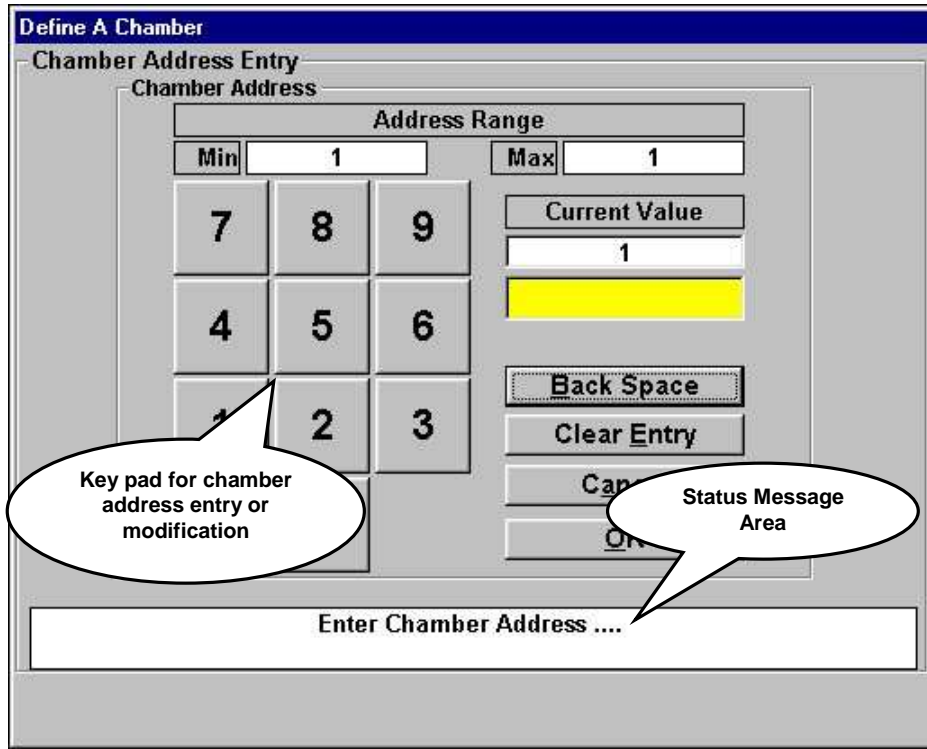 Define A Chamber
Chamber Address Entry
Chamber Address
Address Range
Min 1 Max 1
7 8 9
Current Value
1
4 5 6
Back Space
2 3
Clear Entry
Key pad for chamber
address entry or
modification
Status Message
Area
Enter Chamber Address ....